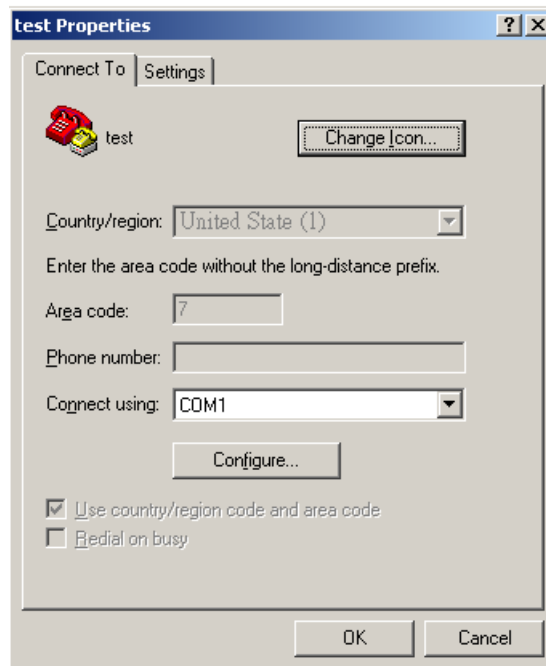 test Properties
Connect To Settings
test Change Icon...
Country/region: United State (1)
Enter the area code without the long-distance prefix.
Area code: 7
Phone number:
Connect using: COM1
Configure...
Use country/region code and area code
Redial on busy
OK Cancel